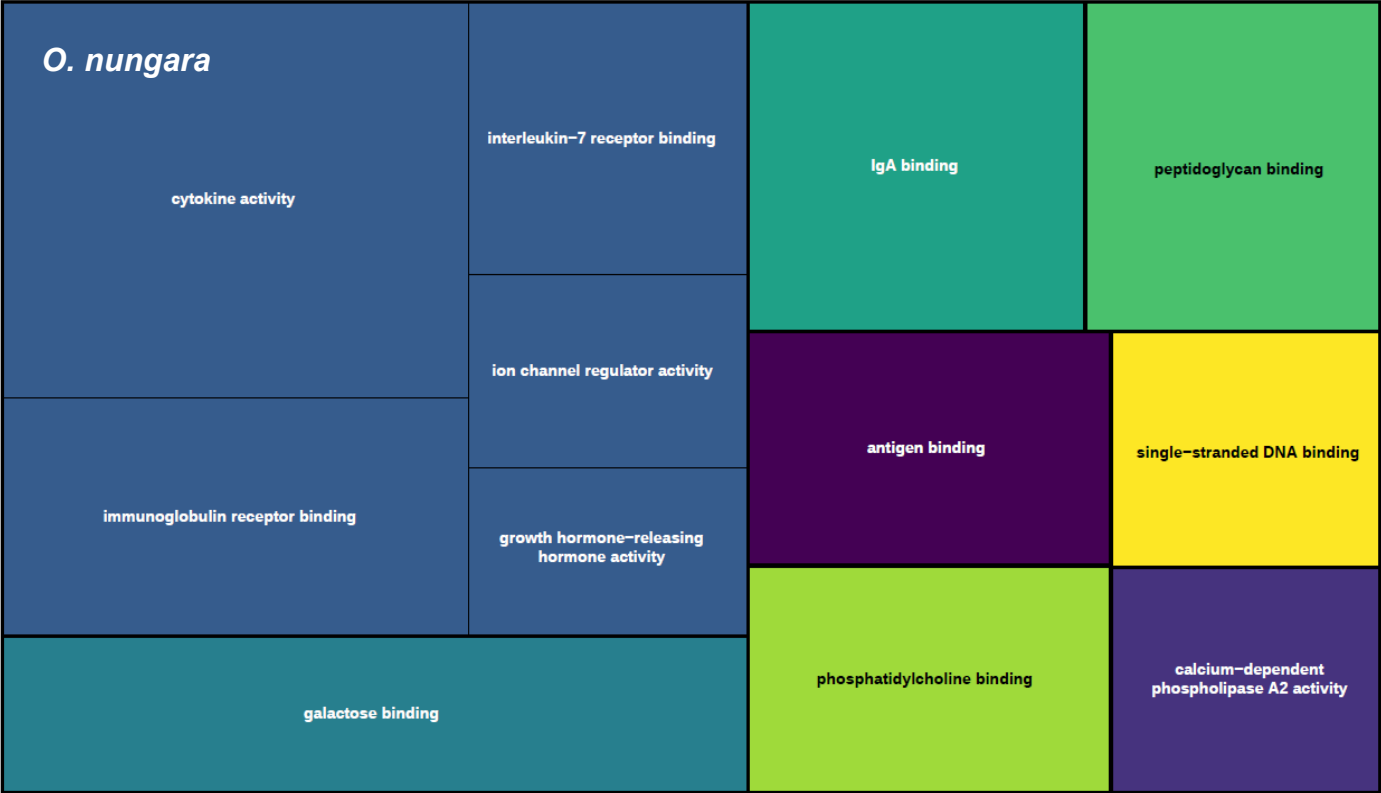 O. nungara
cytokine activity
interleukin−7 receptor binding
ion channel regulator activity
immunoglobulin receptor binding
growth hormone−releasing
hormone activity
galactose binding
IgA binding
peptidoglycan binding
antigen binding
single−stranded DNA binding
phosphatidylcholine binding
calcium−dependent
phospholipase A2 activity